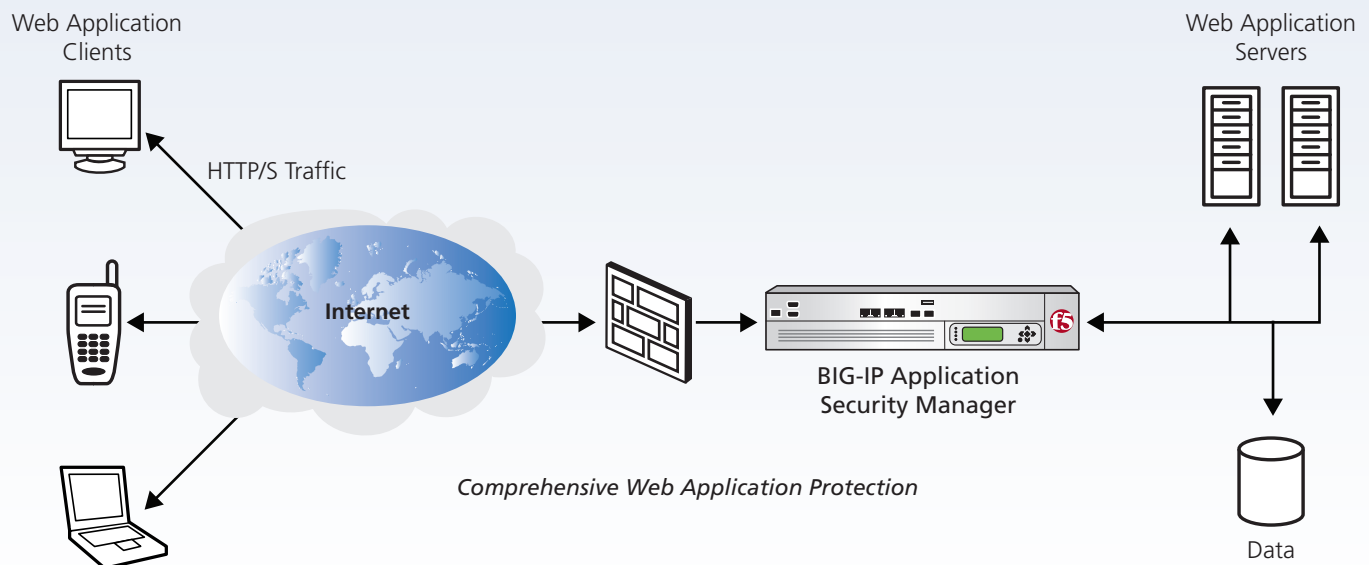 Web Application
Clients
Web Application
Servers
HTTP/S Traffic
Internet
f5
BIG-IP Application
Security Manager
Comprehensive Web Application Protection
Data